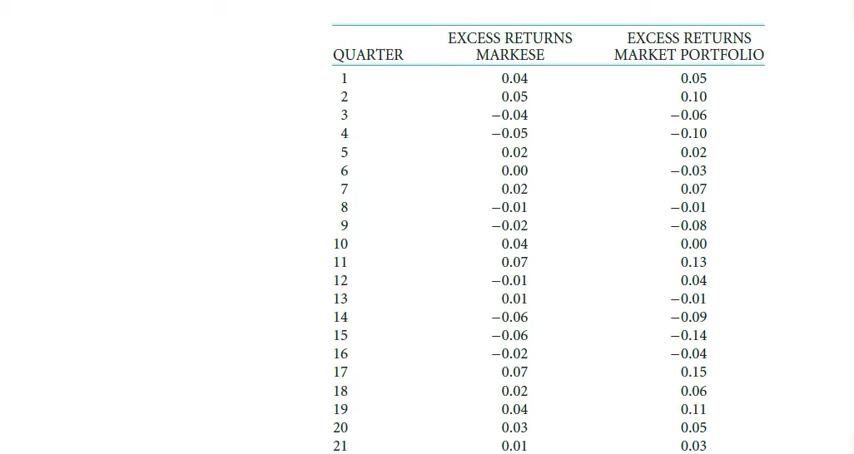 EXCESS RETURNS EXCESS RETURNS
QUARTER MARKESE MARKET PORTFOLIO
1 0.04 0.05
2 0.05 0.10
3 −0.04 −0.06
4 −0.05 −0.10
5 0.02 0.02
6 0.00 −0.03
7 0.02 0.07
8 −0.01 −0.01
9 −0.02 −0.08
10 0.04 0.00
11 0.07 0.13
12 −0.01 0.04
13 0.01 −0.01
14 −0.06 −0.09
15 −0.06 −0.14
16 −0.02 −0.04
17 0.07 0.15
18 0.02 0.06
19 0.04 0.11
20 0.03 0.05
21 0.01 0.03